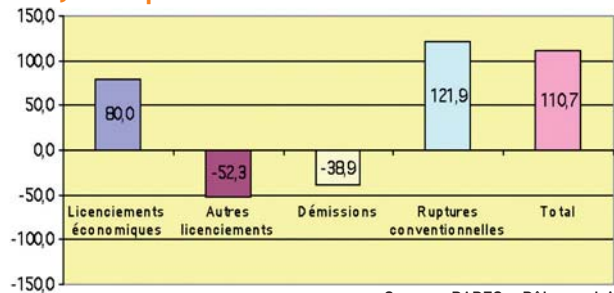 150,0
100,0
50,0
0,0
-50,0
-100,0
-150,0
80,0
-52,3
-38,9
121,9
110,7
Licenciements
économiques
Autres
licenciements
Démissions
Ruptures
conventionnelles
Total